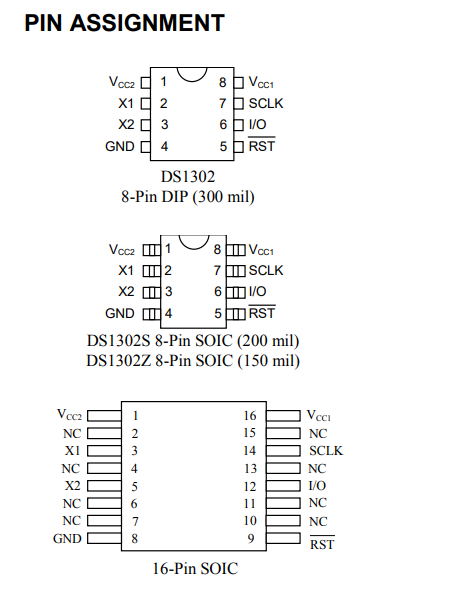 PIN ASSIGNMENT
VCC2 1 8 VCC1
X1 2 7 SCLK
X2 3 6 I/O
GND 4 5 RST
DS1302
8-Pin DIP (300 mil)
VCC2 1 8 VCC1
X1 2 7 SCLK
X2 3 6 I/O
GND 4 5 RST
DS1302S 8-Pin SOIC (200 mil)
DS1302Z 8-Pin SOIC (150 mil)
VCC2 1 16 VCC1
NC 2 15 NC
X1 3 14 SCLK
NC 4 13 NC
X2 5 12 I/O
NC 6 11 NC
NC 7 10 NC
GND 8 9 RST
16-Pin SOIC